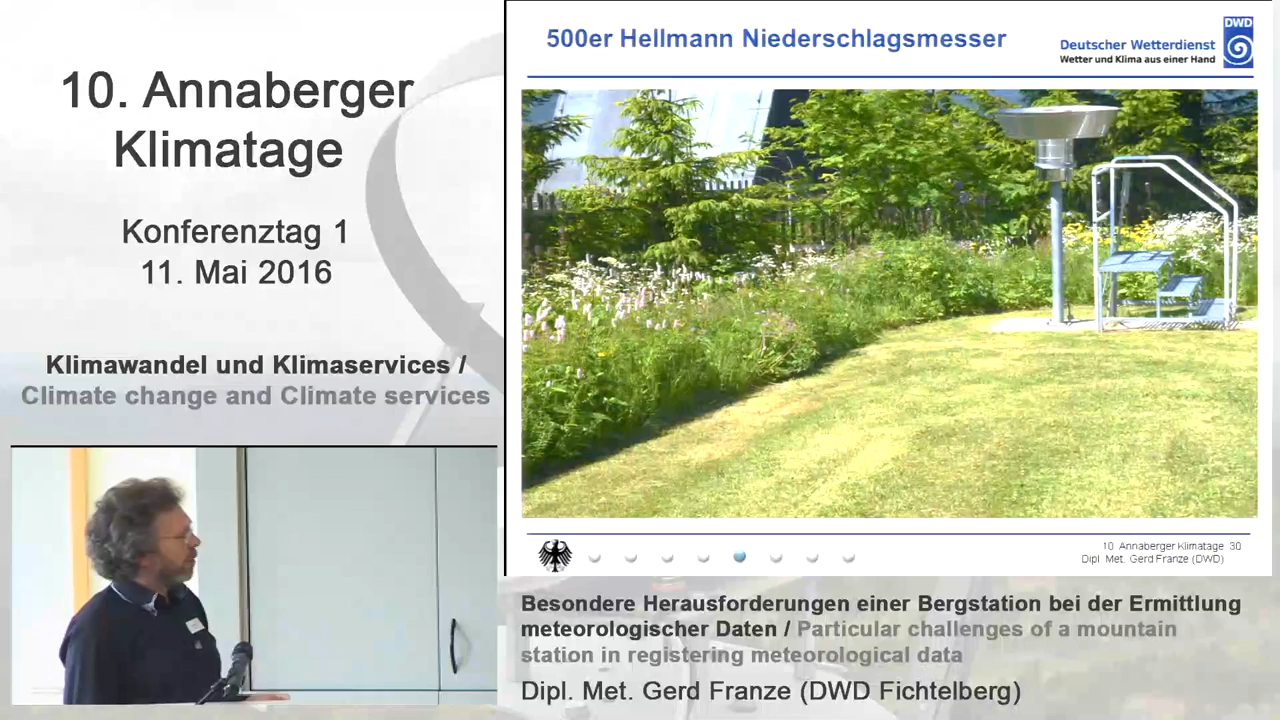 10. Annaberger
Klimatage
Konferenztag 1
11. Mai 2016
Klimawandel und Klimaservices /
Climate change and Climate services
500er Hellmann Niederschlagsmesser
DWD
Deutscher Wetterdienst
Wetter und Klima aus einer Hand
10. Annaberger Klimatage 30
Dipl. Met. Gerd Franze (DWD)
Besondere Herausforderungen einer Bergstation bei der Ermittlung
meteorologischer Daten / Particular challenges of a mountain
station in registering meteorological data
Dipl. Met. Gerd Franze (DWD Fichtelberg)